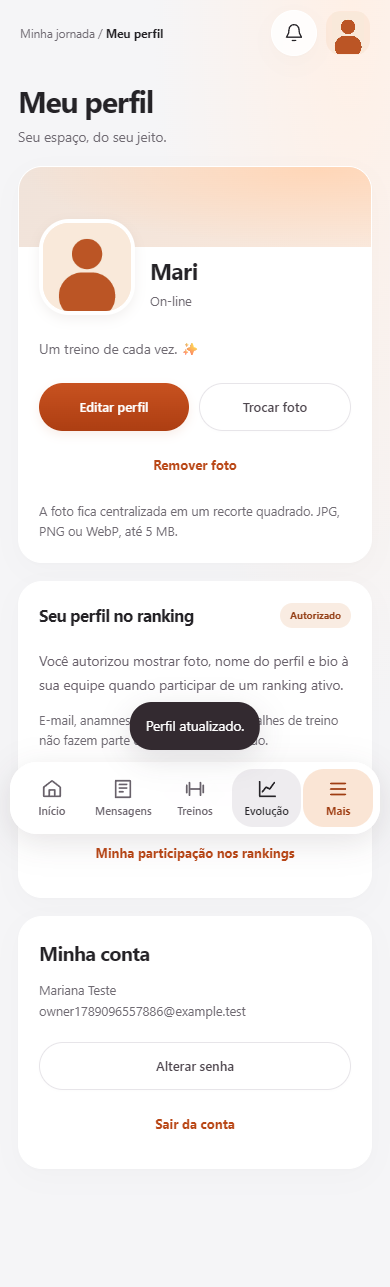 Minha jornada / Meu perfil
Meu perfil
Seu espaço, do seu jeito.
Mari
On-line
Um treino de cada vez. ✨
Editar perfil
Trocar foto
Remover foto
A foto fica centralizada em um recorte quadrado. JPG,
PNG ou WebP, até 5 MB.
Seu perfil no ranking
Autorizado
Você autorizou mostrar foto, nome do perfil e bio à
sua equipe quando participar de um ranking ativo.
E-mail, de treino
não fazem parte
Perfil atualizado.
Início
Mensagens
Treinos
Evolução
Mais
Minha participação nos rankings
Minha conta
Mariana Teste
owner1789096557886@example.test
Alterar senha
Sair da conta